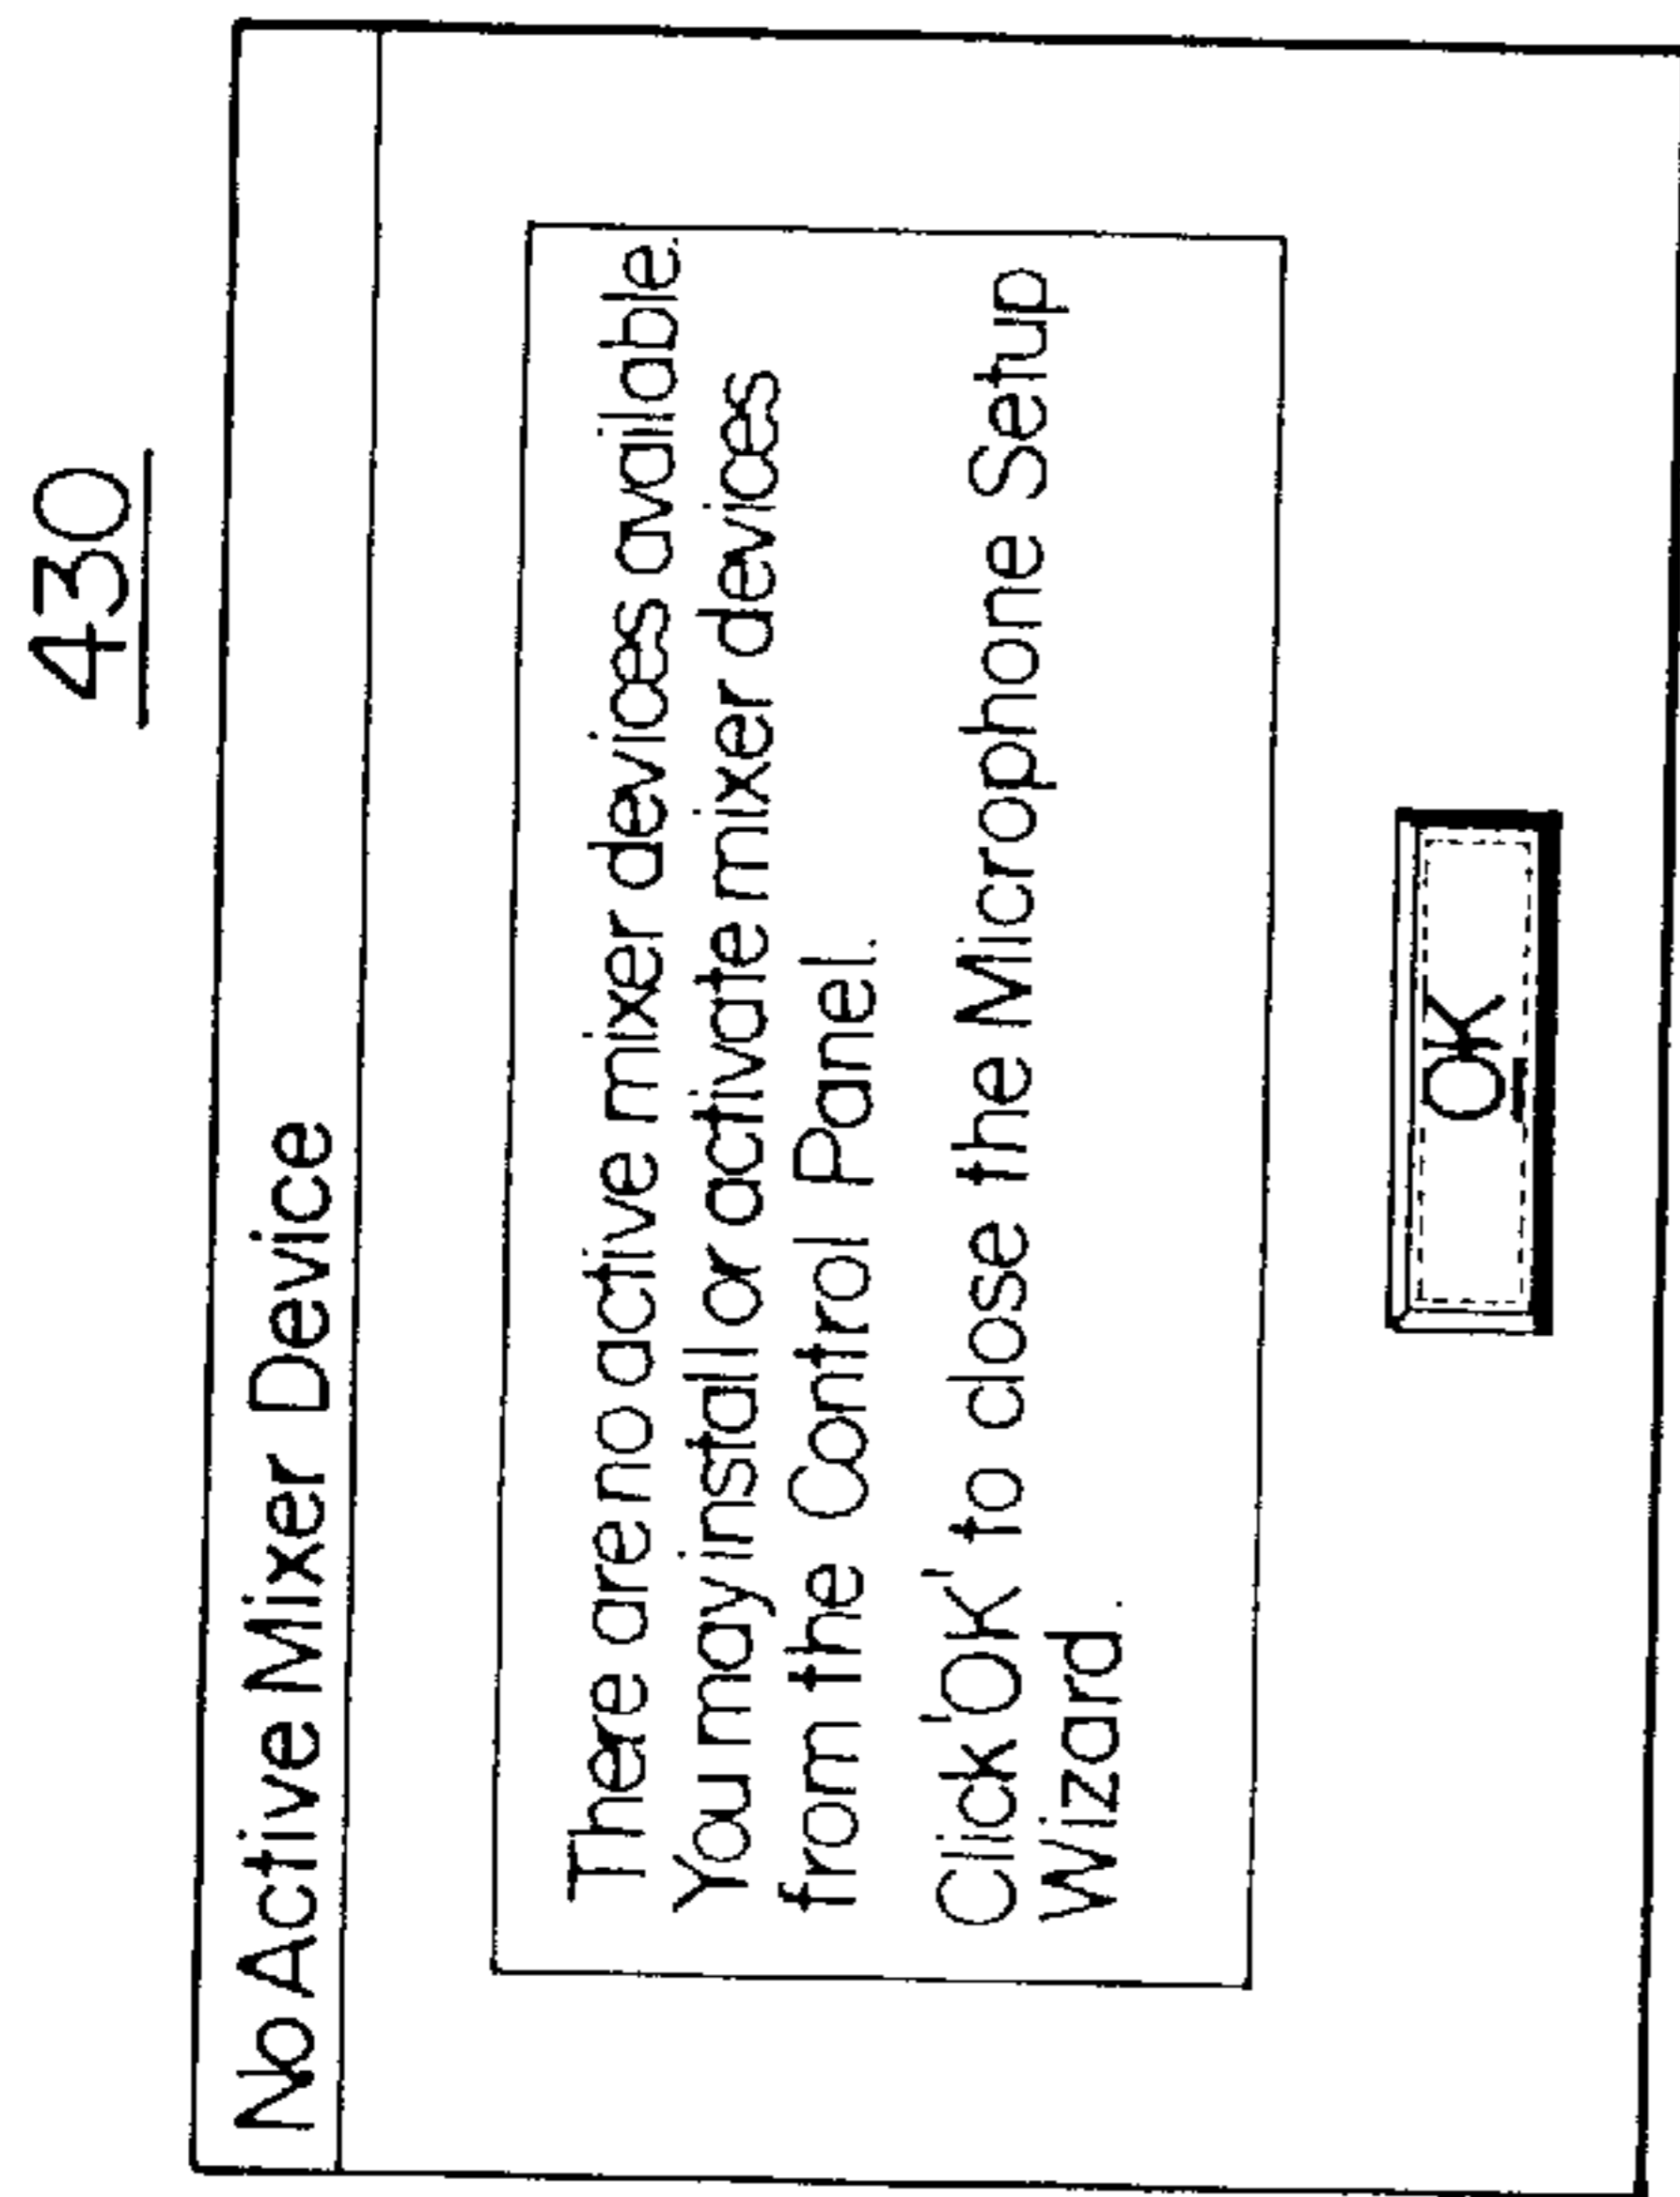 430
No Active Mixer Device
There are no active mixer devices available.
You may install or activate mixer devices
from the Control Panel.
Click 'OK' to close the Microphone Setup
Wizard.
OK